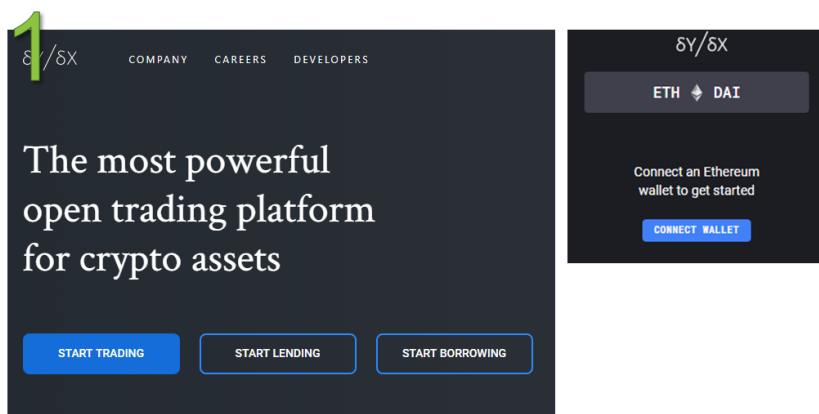 1
δY/δX
COMPANY CAREERS DEVELOPERS
The most powerful
open trading platform
for crypto assets
START TRADING START LENDING START BORROWING
δY/δX
ETH DAI
Connect an Ethereum
wallet to get started
CONNECT WALLET